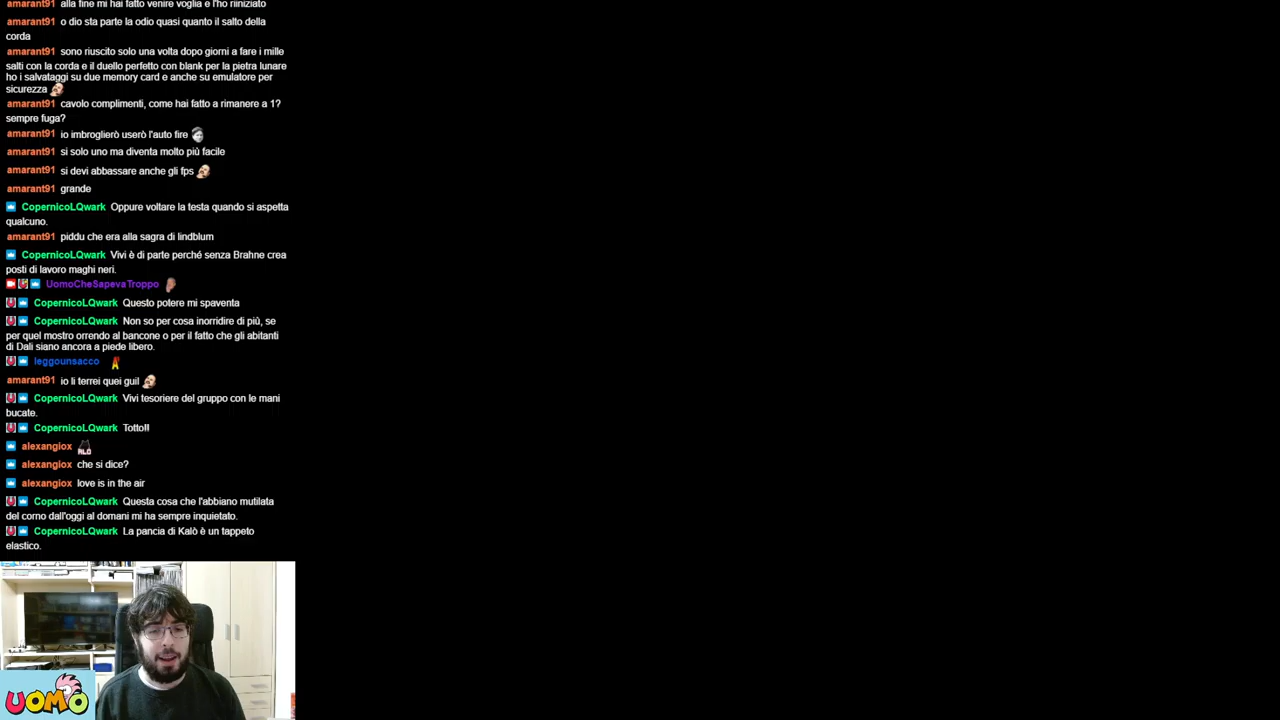 amarant91 alla fine mi hai fatto venire voglia e l'ho riiniziato
amarant91 o dio sta parte la odio quasi quanto il salto della
corda
amarant91 sono riuscito solo una volta dopo giorni a fare i mille
salti con la corda e il duello perfetto con blank per la pietra lunare
ho i salvataggi su due memory card e anche su emulatore per
sicurezza
amarant91 cavolo complimenti, come hai fatto a rimanere a 1?
sempre fuga?
amarant91 io imbroglierò userò l'auto fire
amarant91 si solo uno ma diventa molto più facile
amarant91 si devi abbassare anche gli fps
amarant91 grande
CopernicoLQwark Oppure voltare la testa quando si aspetta
qualcuno.
amarant91 piddu che era alla sagra di lindblum
CopernicoLQwark Vivi è di parte perché senza Brahne crea
posti di lavoro maghi neri.
UomoCheSapevaTroppo
CopernicoLQwark Questo potere mi spaventa
CopernicoLQwark Non so per cosa inorridire di più, se
per quel mostro orrendo al bancone o per il fatto che gli abitanti
di Dali siano ancora a piede libero.
leggounsacco
amarant91 io li terrei quei guil
CopernicoLQwark Vivi tesoriere del gruppo con le mani
bucate.
CopernicoLQwark Totto!!
alexangiox
alexangiox che si dice?
alexangiox love is in the air
CopernicoLQwark Questa cosa che l'abbiano mutilata
del corno dall'oggi al domani mi ha sempre inquietato.
CopernicoLQwark La pancia di Kalò è un tappeto
elastico.
UOMO